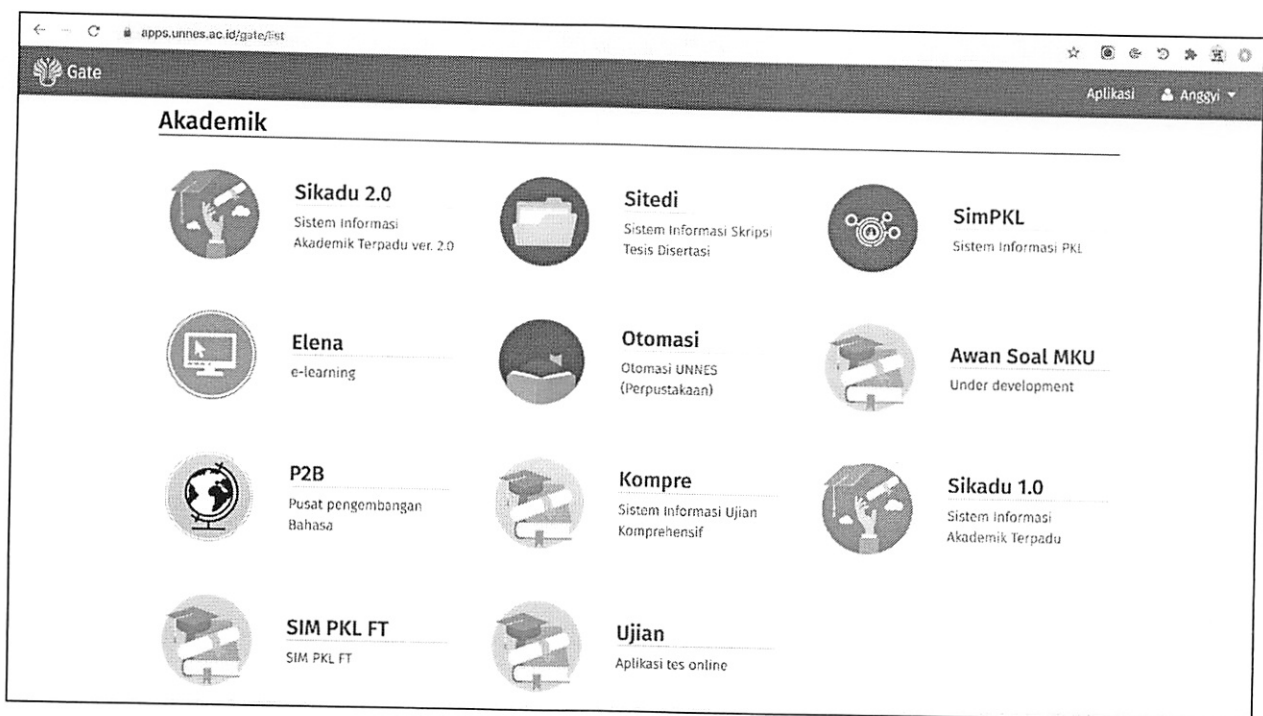 apps.unnes.ac.id/gate/list
Gate
Aplikasi
Anggyi
Akademik
Sikadu 2.0
Sistem Informasi
Akademik Terpadu ver. 2.0
Sitedi
Sistem Informasi Skripsi
Tesis Disertasi
SimPKL
Sistem Informasi PKL
Elena
e-learning
Otomasi
Otomasi UNNES
(Perpustakaan)
Awan Soal MKU
Under development
P2B
Pusat pengembangan
Bahasa
Kompre
Sistem Informasi Ujian
Komprehensif
Sikadu 1.0
Sistem Informasi
Akademik Terpadu
SIM PKL FT
SIM PKL FT
Ujian
Aplikasi tes online